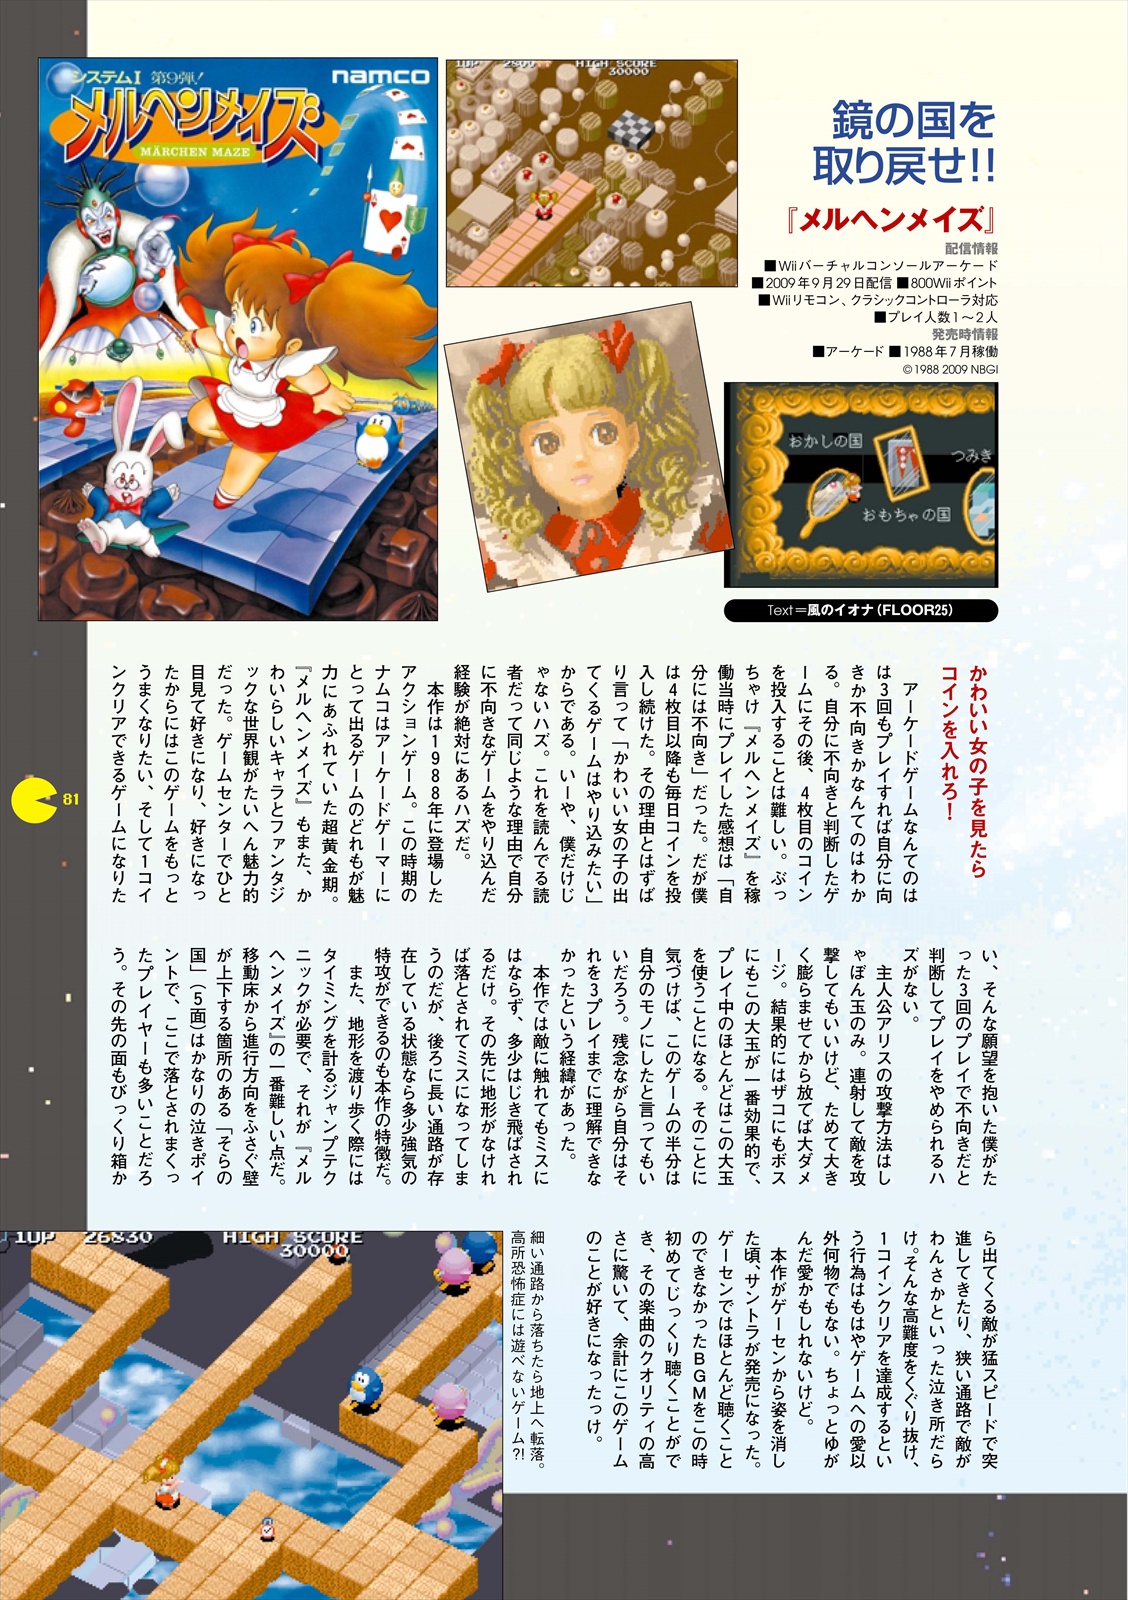 システムI 第9弾!
namco
メルヘンメイズ
MÄRCHEN MAZE
1UP 2800 HIGH SCORE
30000
鏡の国を
取り戻せ!!
『メルヘンメイズ』
配信情報
■Wiiバーチャルコンソールアーケード
■2009年9月29日配信 ■800Wiiポイント
■Wiiリモコン、クラシックコントローラ対応
■プレイ人数1〜2人
発売時情報
■アーケード ■1988年7月稼働
©1988 2009 NBGI
おかしの国
つみき
おもちゃの国
Text=風のイオナ(FLOOR25)
かわいい女の子を見たら
コインを入れろ!
アーケードゲームなんてのは
は3回もプレイすれば自分に向
きか不向きかなんてのはわか
る。自分に不向きと判断したゲ
ームにその後、4枚目のコイン
を投入することは難しい。ぶっ
ちゃけ『メルヘンメイズ』を稼
働当時にプレイした感想は「自
分には不向き」だった。だが僕
は4枚目以降も毎日コインを投
入し続けた。その理由とはずば
り言って「かわいい女の子の出
てくるゲームはやり込みたい」
からである。いーや、僕だけじ
ゃないハズ。これを読んでる読
者だって同じような理由で自分
に不向きなゲームをやり込んだ
経験が絶対にあるハズだ。
本作は1988年に登場した
アクションゲーム。この時期の
ナムコはアーケードゲーマーに
とって出るゲームのどれもが魅
力にあふれていた超黄金期。
『メルヘンメイズ』もまた、か
わいらしいキャラとファンタジ
ックな世界観がたいへん魅力的
だった。ゲームセンターでひと
目見て好きになり、好きになっ
たからにはこのゲームをもっと
うまくなりたい、そして1コイ
ンクリアできるゲームになりた
い、そんな願望を抱いた僕がた
った3回のプレイで不向きだと
判断してプレイをやめられるハ
ズがない。
主人公アリスの攻撃方法はし
ゃぼん玉のみ。連射して敵を攻
撃してもいいけど、ためて大き
く膨らませてから放てば大ダメ
ージ。結果的にはザコにもボス
にもこの大玉が一番効果的で、
プレイ中のほとんどはこの大玉
を使うことになる。そのことに
気づけば、このゲームの半分は
自分のモノにしたと言ってもい
いだろう。残念ながら自分はそ
れを3プレイまでに理解できな
かったという経緯があった。
本作では敵に触れてもミスに
はならず、多少はじき飛ばされ
るだけ。その先に地形がなけれ
ば落とされてミスになってしま
うのだが、後ろに長い通路が存
在している状態なら多少強気の
特攻ができるのも本作の特徴だ。
また、地形を渡り歩く際には
タイミングを計るジャンプテク
ニックが必要で、それが『メル
ヘンメイズ』の一番難しい点だ。
移動床から進行方向をふさぐ壁
が上下する箇所のある「そらの
国」(5面)はかなりの泣きポイ
ントで、ここで落とされまくっ
たプレイヤーも多いことだろ
う。その先の面もびっくり箱か
ら出てくる敵が猛スピードで突
進してきたり、狭い通路で敵が
わんさかといった泣き所だら
け。そんな高難度をくぐり抜け、
1コインクリアを達成するとい
う行為はもはやゲームへの愛以
外何物でもない。ちょっとゆが
んだ愛かもしれないけど。
本作がゲーセンから姿を消し
た頃、サントラが発売になった。
ゲーセンではほとんど聴くこと
のできなかったBGMをこの時
初めてじっくり聴くことがで
き、その楽曲のクオリティの高
さに驚いて、余計にこのゲーム
のことが好きになったっけ。
細い通路から落ちたら地上へ転落。
高所恐怖症には遊べないゲーム?!
1UP 26830 HIGH SCORE
30000
81